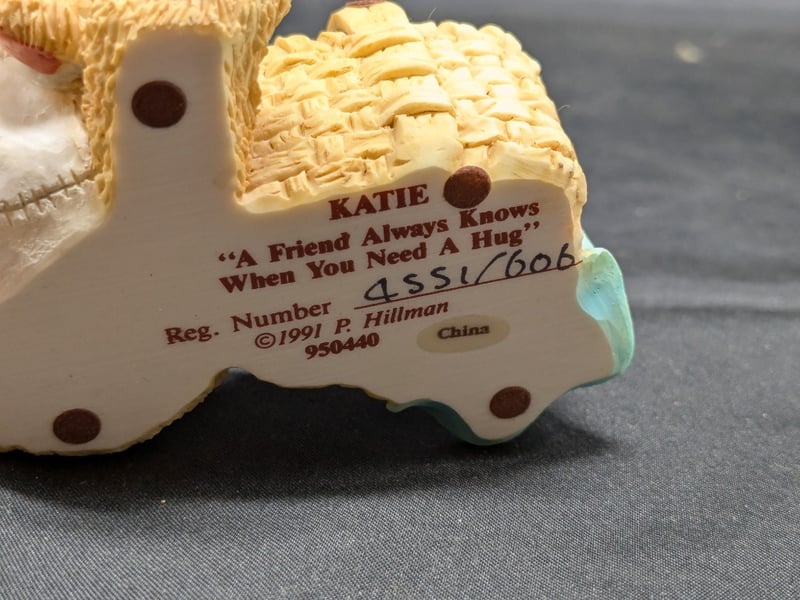 KATIE
“A Friend Always Knows
When You Need A Hug”
Reg. Number 4551/606
©1991 P. Hillman
950440
China